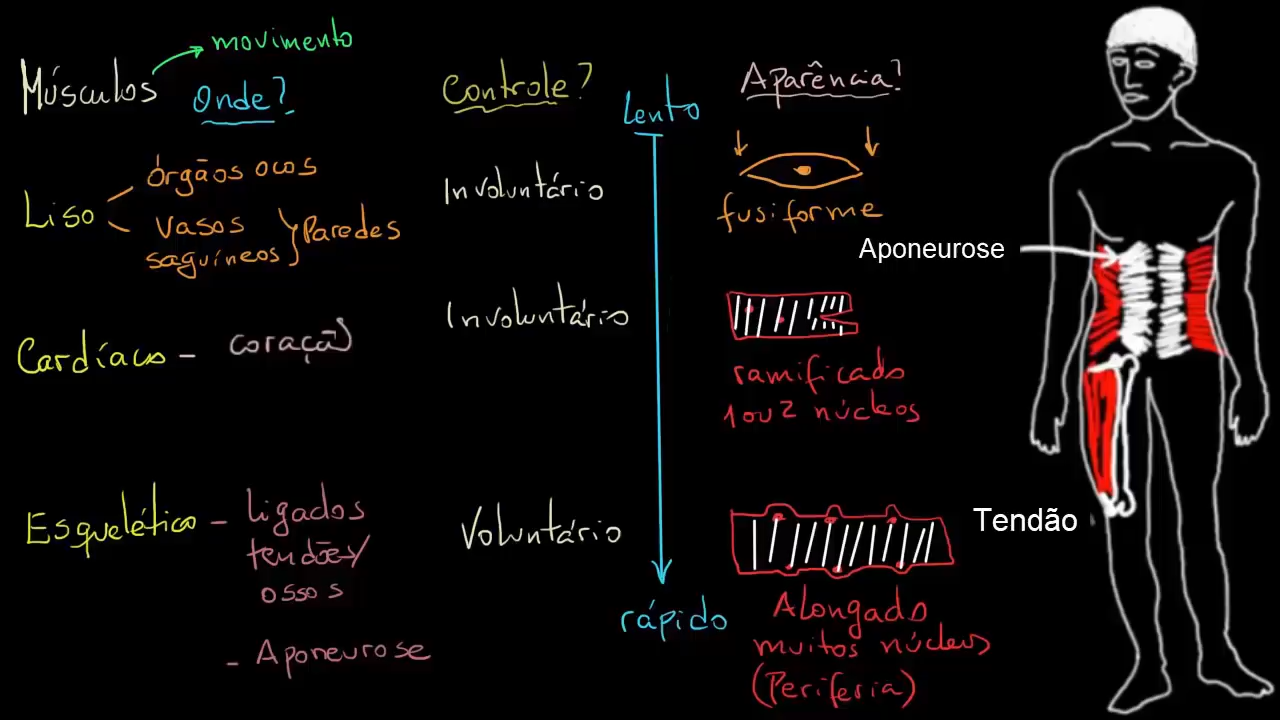 movimento
Músculos
Onde?
Controle?
lento
Aparência?
órgãos ocos
Liso
Vasos
saguíneos
Paredes
Involuntário
fusiforme
Aponeurose
Cardíaco - coração
Involuntário
ramificado
1 ou 2 núcleos
Esquelético - Ligados
tendões/
ossos
- Aponeurose
Voluntário
rápido
Tendão
Alongado
muitos núcleos
(Periferia)